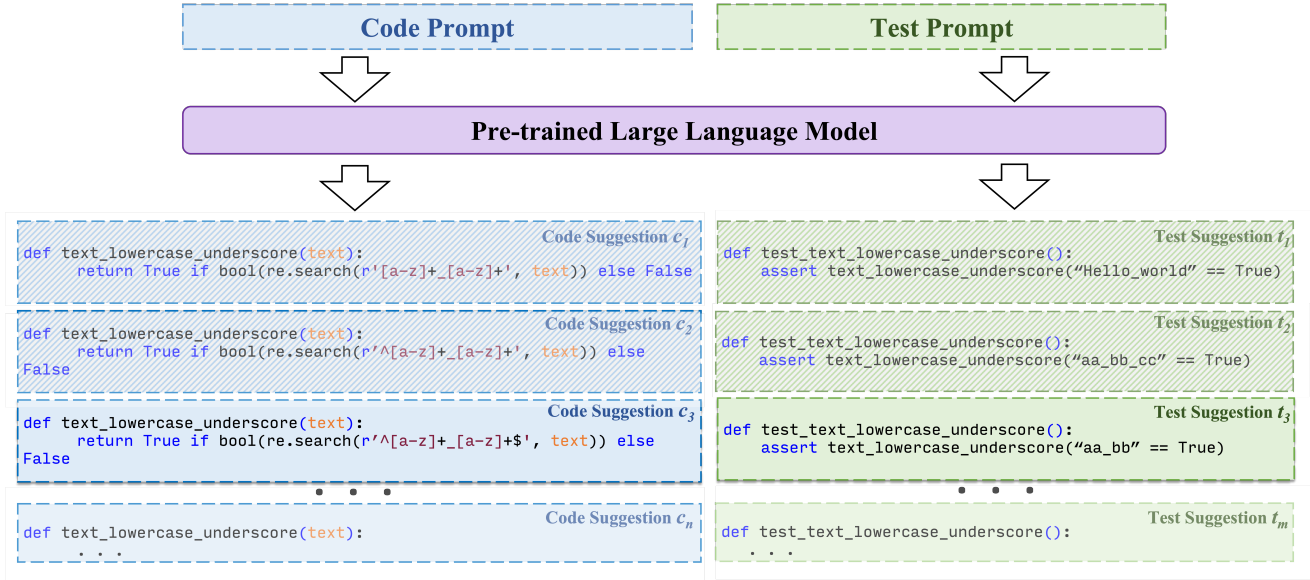 Code Prompt
Test Prompt
Pre-trained Large Language Model
Code Suggestion c1
def text_lowercase_underscore(text):
return True if bool(re.search(r'[a-z]+_[a-z]+', text)) else False
Code Suggestion c2
def text_lowercase_underscore(text):
return True if bool(re.search(r’^[a-z]+_[a-z]+', text)) else
False
Code Suggestion c3
def text_lowercase_underscore(text):
return True if bool(re.search(r’^[a-z]+_[a-z]+$', text)) else
False
. . .
Code Suggestion cn
def text_lowercase_underscore(text):
. . .
Test Suggestion t1
def test_text_lowercase_underscore():
assert text_lowercase_underscore(“Hello_world” == True)
Test Suggestion t2
def test_text_lowercase_underscore():
assert text_lowercase_underscore(“aa_bb_cc” == True)
Test Suggestion t3
def test_text_lowercase_underscore():
assert text_lowercase_underscore(“aa_bb” == True)
. . .
Test Suggestion tm
def test_text_lowercase_underscore():
. . .